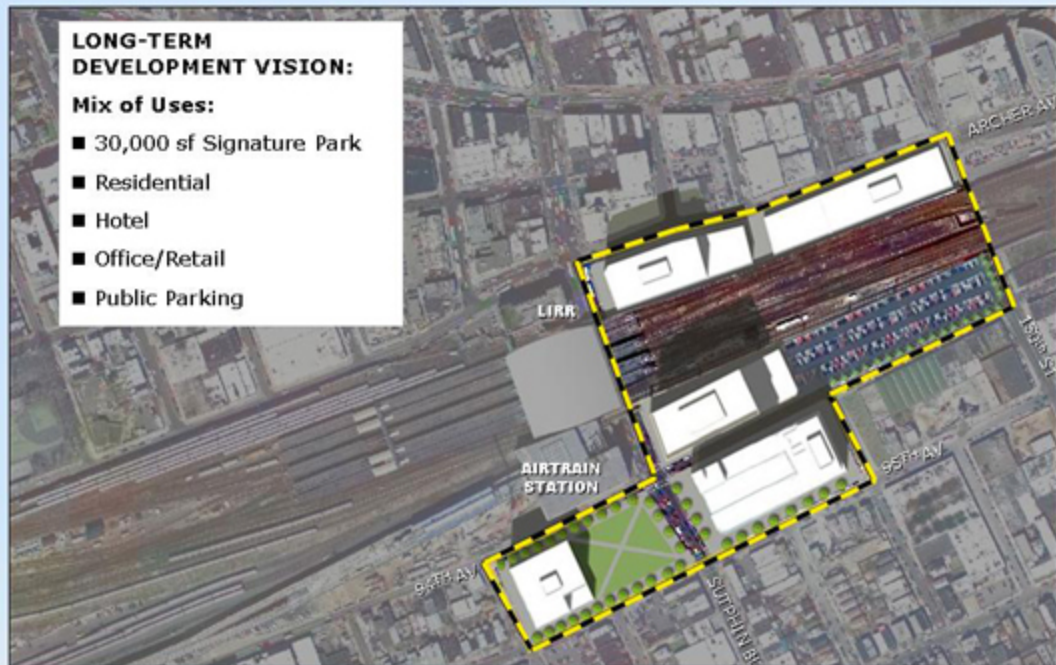 LONG-TERM
DEVELOPMENT VISION:
Mix of Uses:
■ 30,000 sf Signature Park
■ Residential
■ Hotel
■ Office/Retail
■ Public Parking
ARCHER AV
LIRR
AIRTRAIN
STATION
95TH AV
94TH AV
SUTPHIN BL